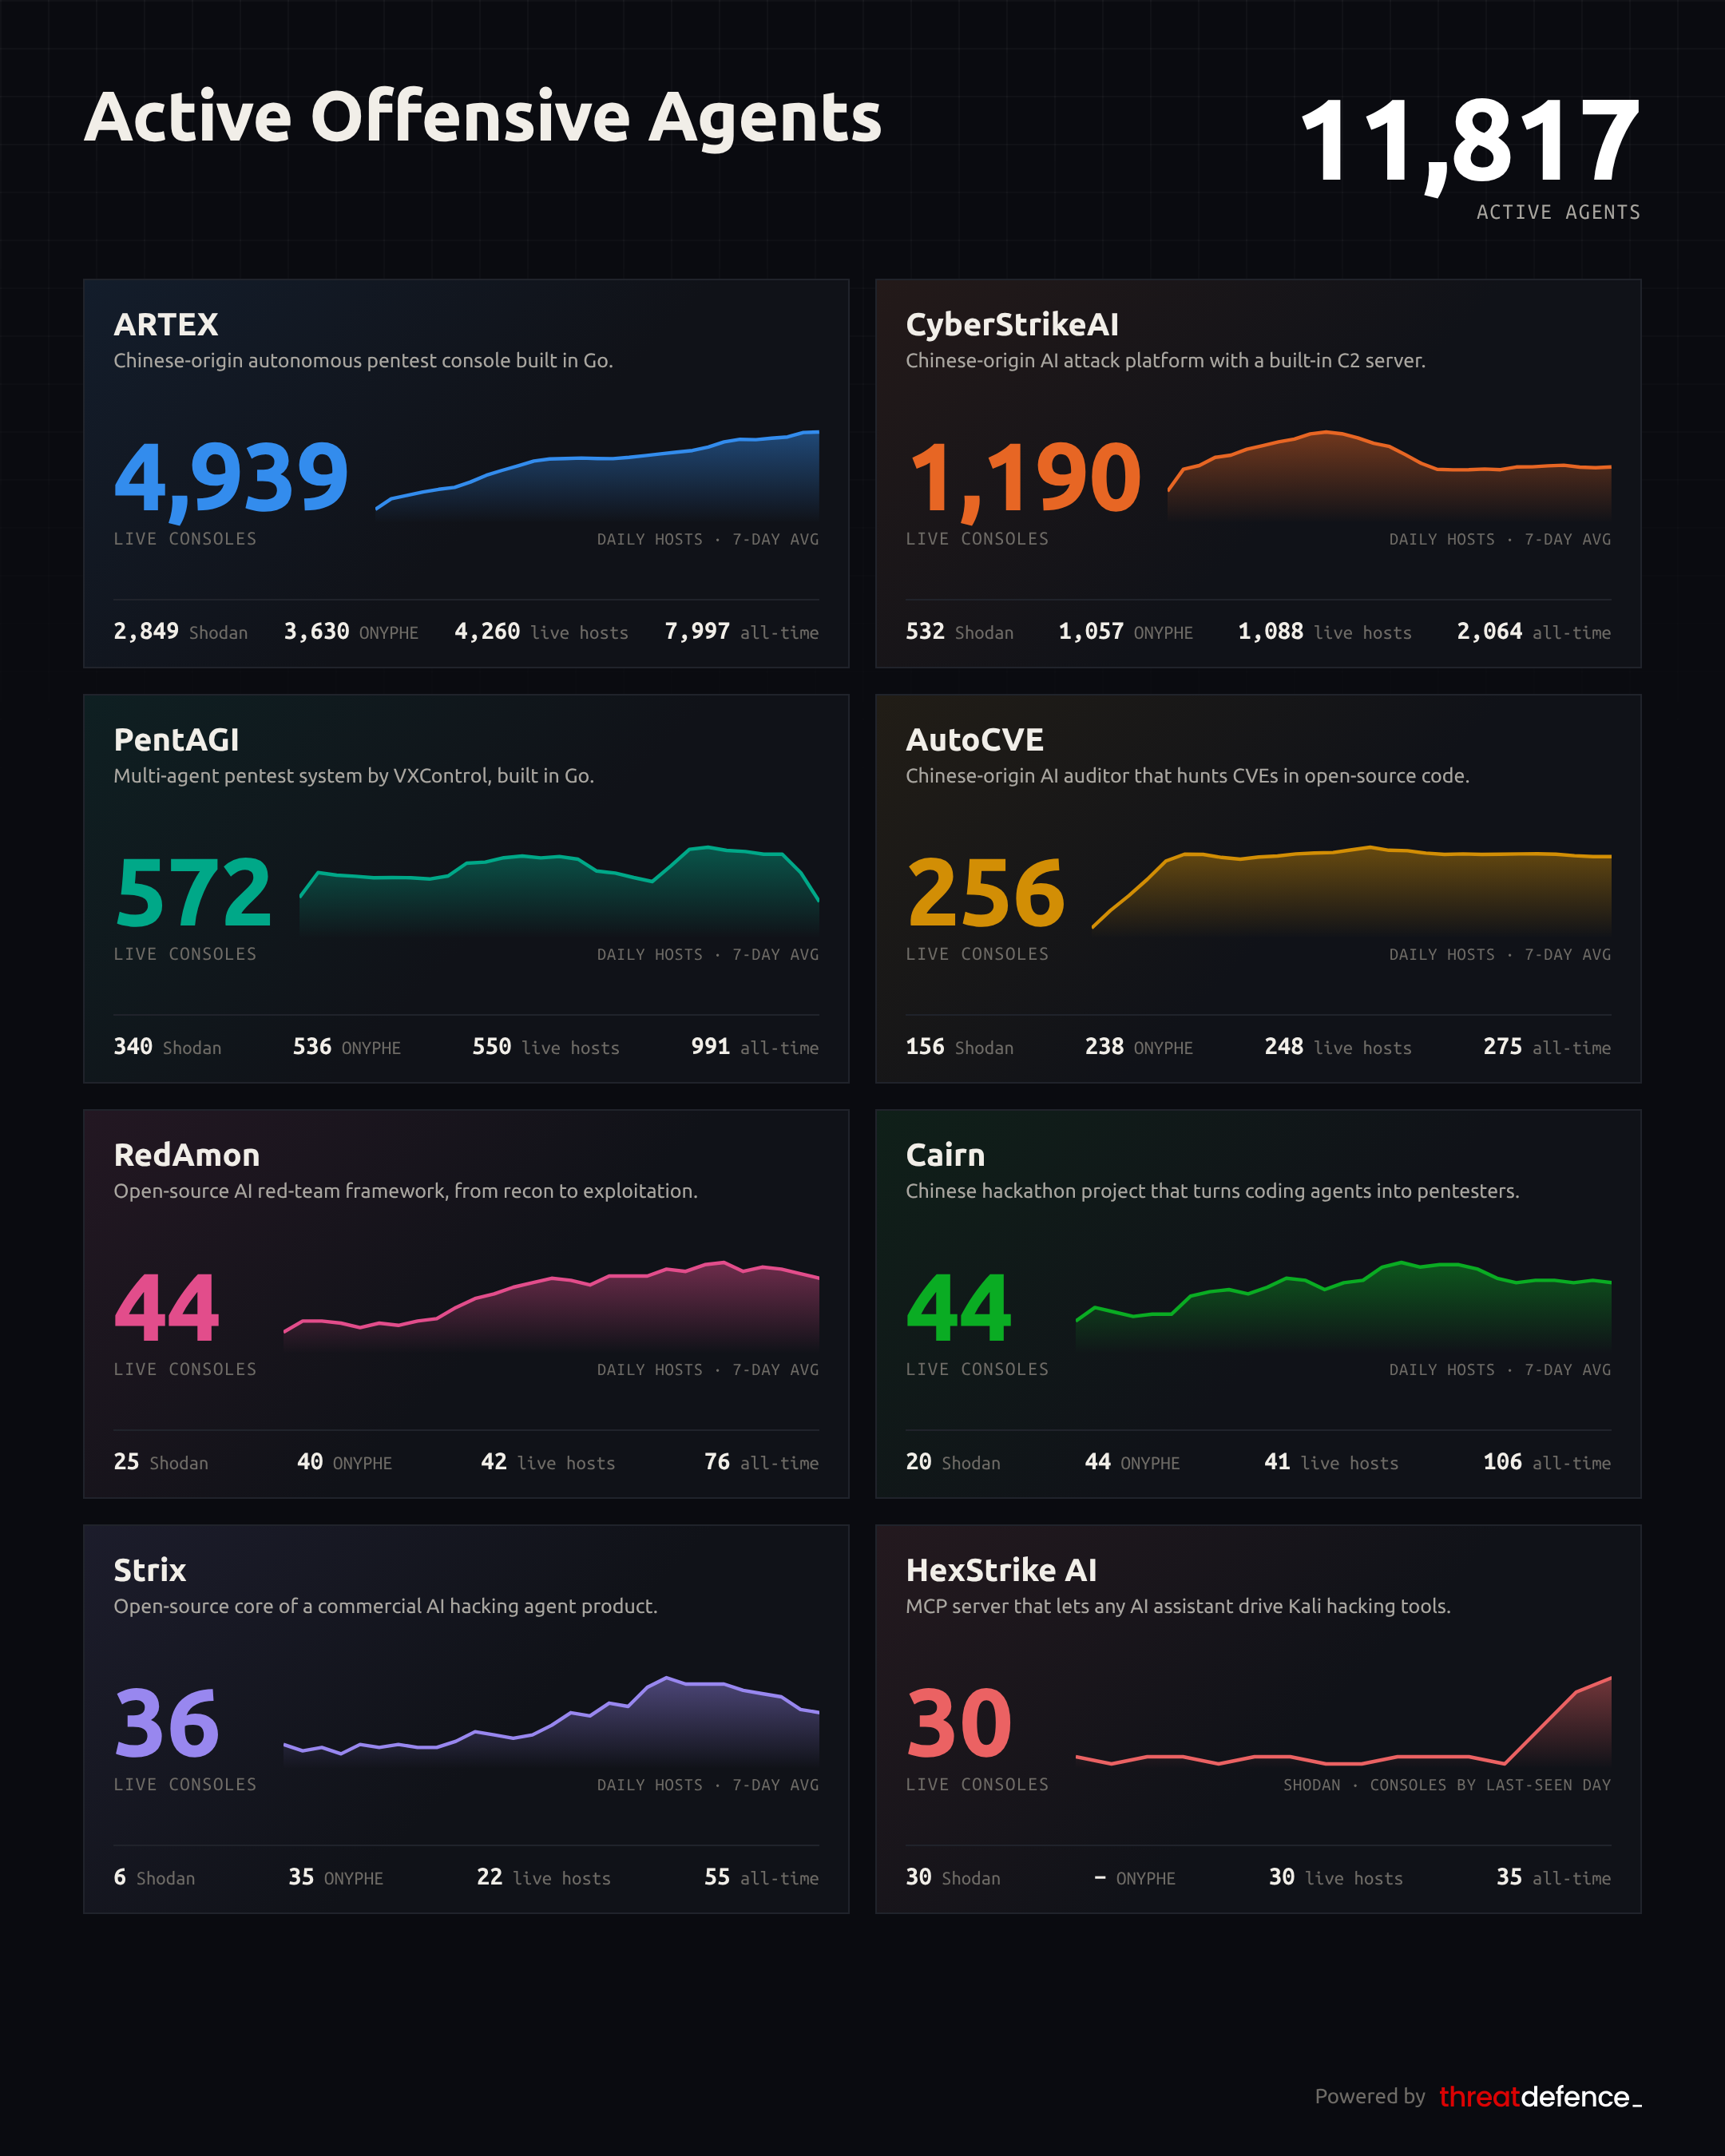 Active Offensive Agents
11,817
ACTIVE AGENTS
ARTEX
Chinese-origin autonomous pentest console built in Go.
4,939
LIVE CONSOLES
DAILY HOSTS · 7-DAY AVG
2,849 Shodan 3,630 ONYPHE 4,260 live hosts 7,997 all-time
CyberStrikeAI
Chinese-origin AI attack platform with a built-in C2 server.
1,190
LIVE CONSOLES
DAILY HOSTS · 7-DAY AVG
532 Shodan 1,057 ONYPHE 1,088 live hosts 2,064 all-time
PentAGI
Multi-agent pentest system by VXControl, built in Go.
572
LIVE CONSOLES
DAILY HOSTS · 7-DAY AVG
340 Shodan 536 ONYPHE 550 live hosts 991 all-time
AutoCVE
Chinese-origin AI auditor that hunts CVEs in open-source code.
256
LIVE CONSOLES
DAILY HOSTS · 7-DAY AVG
156 Shodan 238 ONYPHE 248 live hosts 275 all-time
RedAmon
Open-source AI red-team framework, from recon to exploitation.
44
LIVE CONSOLES
DAILY HOSTS · 7-DAY AVG
25 Shodan 40 ONYPHE 42 live hosts 76 all-time
Cairn
Chinese hackathon project that turns coding agents into pentesters.
44
LIVE CONSOLES
DAILY HOSTS · 7-DAY AVG
20 Shodan 44 ONYPHE 41 live hosts 106 all-time
Strix
Open-source core of a commercial AI hacking agent product.
36
LIVE CONSOLES
DAILY HOSTS · 7-DAY AVG
6 Shodan 35 ONYPHE 22 live hosts 55 all-time
HexStrike AI
MCP server that lets any AI assistant drive Kali hacking tools.
30
LIVE CONSOLES
SHODAN · CONSOLES BY LAST-SEEN DAY
30 Shodan – ONYPHE 30 live hosts 35 all-time
Powered by threatdefence_